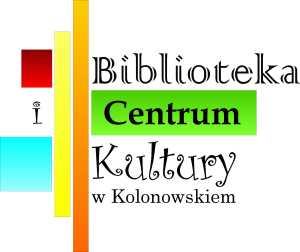 Biblioteka
i Centrum
Kultury
w Kolonowskiem